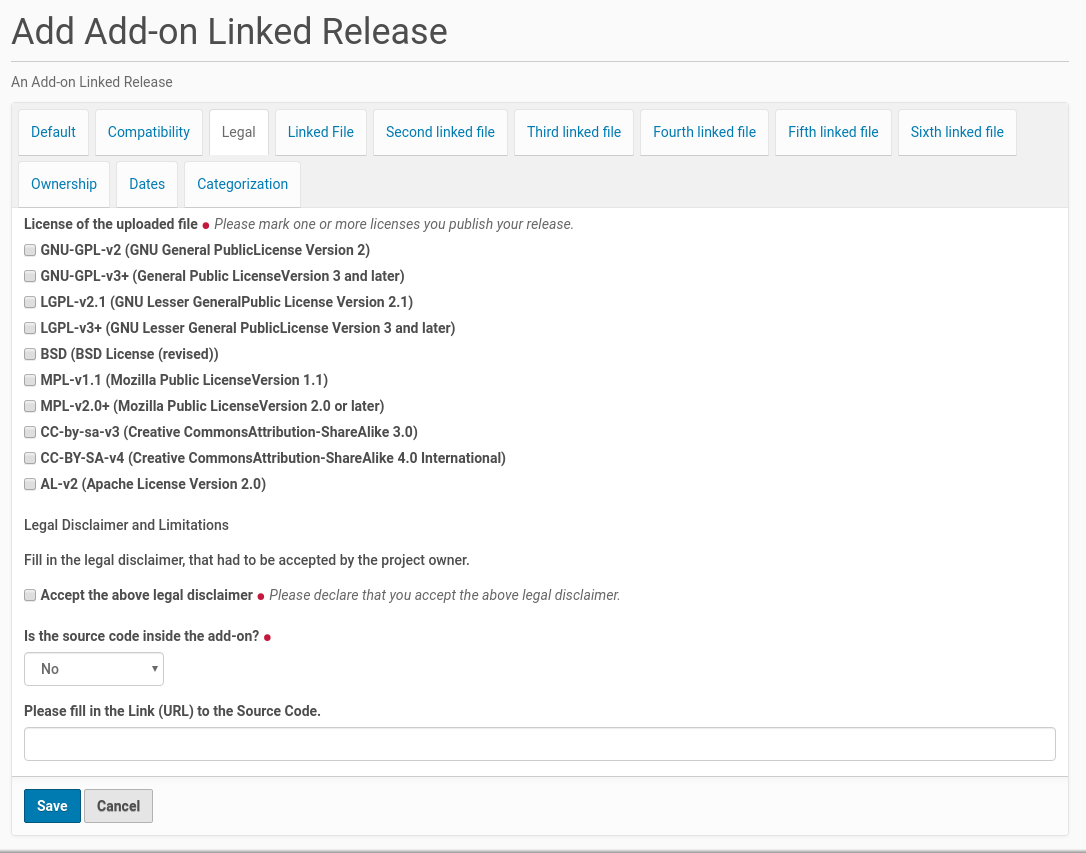 Add Add-on Linked Release
An Add-on Linked Release
Default Compatibility Legal Linked File Second linked file Third linked file Fourth linked file Fifth linked file Sixth linked file
Ownership Dates Categorization
License of the uploaded file Please mark one or more licenses you publish your release.
GNU-GPL-v2 (GNU General PublicLicense Version 2)
GNU-GPL-v3+ (General Public LicenseVersion 3 and later)
LGPL-v2.1 (GNU Lesser GeneralPublic License Version 2.1)
LGPL-v3+ (GNU Lesser General PublicLicense Version 3 and later)
BSD (BSD License (revised))
MPL-v1.1 (Mozilla Public LicenseVersion 1.1)
MPL-v2.0+ (Mozilla Public LicenseVersion 2.0 or later)
CC-by-sa-v3 (Creative CommonsAttribution-ShareAlike 3.0)
CC-BY-SA-v4 (Creative CommonsAttribution-ShareAlike 4.0 International)
AL-v2 (Apache License Version 2.0)
Legal Disclaimer and Limitations
Fill in the legal disclaimer, that had to be accepted by the project owner.
Accept the above legal disclaimer Please declare that you accept the above legal disclaimer.
Is the source code inside the add-on?
No
Please fill in the Link (URL) to the Source Code.
Save Cancel